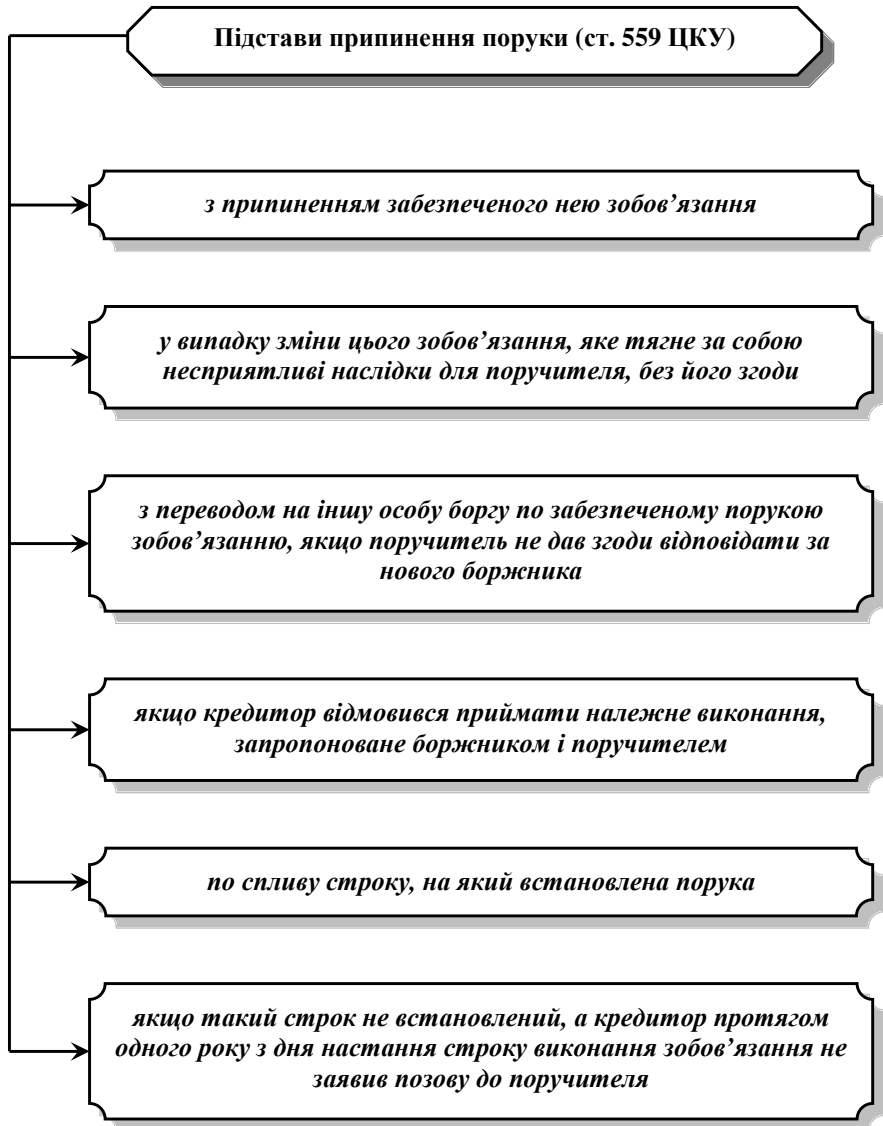 Підстави припинення поруки (ст. 559 ЦКУ)
з припиненням забезпеченого нею зобов’язання
у випадку зміни цього зобов’язання, яке тягне за собою
несприятливі наслідки для поручителя, без його згоди
з переводом на іншу особу боргу по забезпеченому порукою
зобов’язанню, якщо поручитель не дав згоди відповідати за
нового боржника
якщо кредитор відмовився приймати належне виконання,
запропоноване боржником і поручителем
по спливу строку, на який встановлена порука
якщо такий строк не встановлений, а кредитор протягом
одного року з дня настання строку виконання зобов’язання не
заявив позову до поручителя